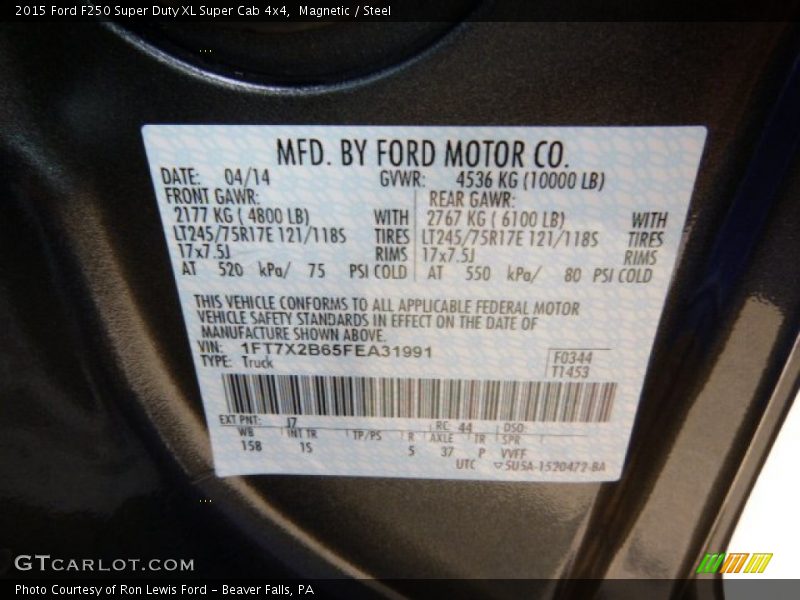 2015 Ford F250 Super Duty XL Super Cab 4x4, Magnetic / Steel
MFD. BY FORD MOTOR CO.
DATE: 04/14 GVWR: 4536 KG (10000 LB)
FRONT GAWR: REAR GAWR:
2177 KG ( 4800 LB) WITH 2767 KG ( 6100 LB) WITH
LT245/75R17E 121/118S TIRES LT245/75R17E 121/118S TIRES
17x7.5J RIMS 17x7.5J RIMS
AT 520 kPa/ 75 PSI COLD AT 550 kPa/ 80 PSI COLD
THIS VEHICLE CONFORMS TO ALL APPLICABLE FEDERAL MOTOR
VEHICLE SAFETY STANDARDS IN EFFECT ON THE DATE OF
MANUFACTURE SHOWN ABOVE.
VIN: 1FT7X2B65FEA31991
TYPE: Truck
F0344
T1453
EXT PNT: J7 RC: 44 DSO:
WB INT TR TP/PS R AXLE TR SPR
158 1S 5 37 P VVFF
UTC ▽5U5A-1520472-BA
GTCARLOT.COM
Photo Courtesy of Ron Lewis Ford - Beaver Falls, PA